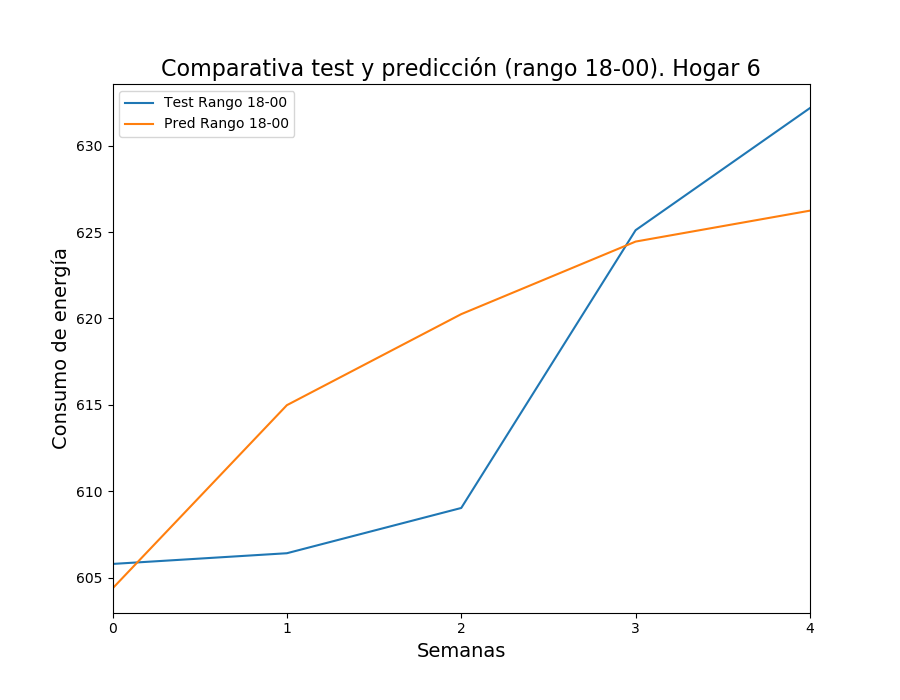 Comparativa test y predicción (rango 18-00). Hogar 6
Test Rango 18-00
Pred Rango 18-00
Consumo de energía
630
625
620
615
610
605
0 1 2 3 4
Semanas